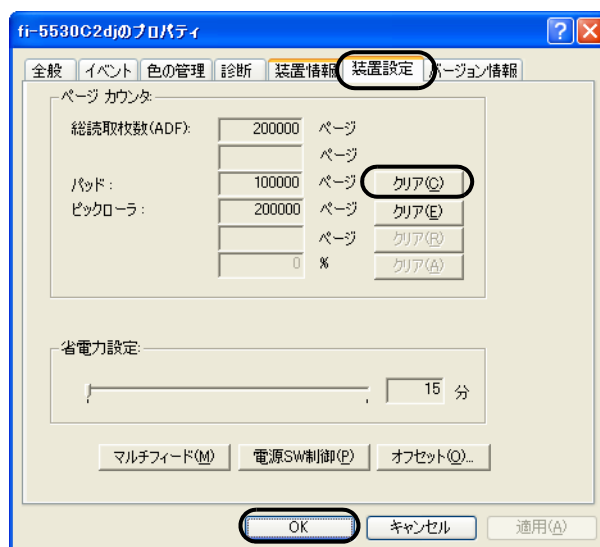 fi-5530C2djのプロパティ
全般 イベント 色の管理 診断 装置情報 装置設定 バージョン情報
ページ カウンタ:
総読取枚数(ADF): 200000 ページ
ページ
パッド: 100000 ページ クリア(C)
ピックローラ: 200000 ページ クリア(E)
ページ クリア(R)
0 % クリア(A)
省電力設定:
15 分
マルチフィード(M) 電源SW制御(P) オフセット(O)...
OK キャンセル 適用(A)